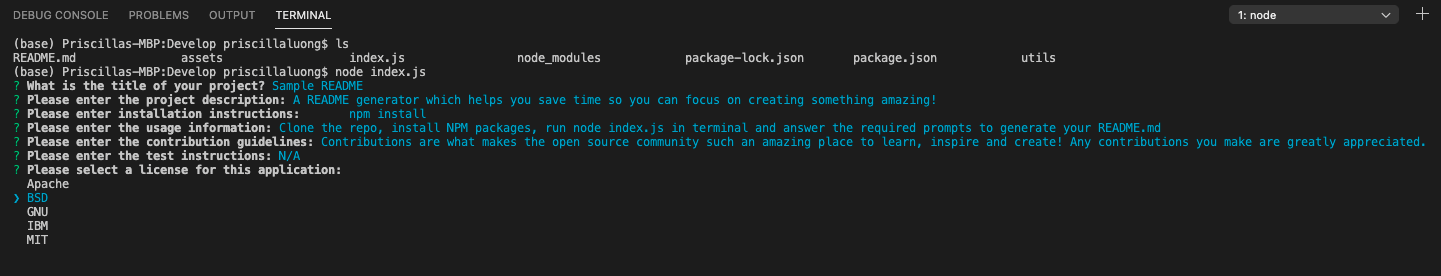 DEBUG CONSOLE PROBLEMS OUTPUT TERMINAL 1: node
(base) Priscillas-MBP:Develop priscillaluong$ ls
README.md assets index.js node_modules package-lock.json package.json utils
(base) Priscillas-MBP:Develop priscillaluong$ node index.js
? What is the title of your project? Sample README
? Please enter the project description: A README generator which helps you save time so you can focus on creating something amazing!
? Please enter installation instructions: npm install
? Please enter the usage information: Clone the repo, install NPM packages, run node index.js in terminal and answer the required prompts to generate your README.md
? Please enter the contribution guidelines: Contributions are what makes the open source community such an amazing place to learn, inspire and create! Any contributions you make are greatly appreciated.
? Please enter the test instructions: N/A
? Please select a license for this application:
Apache
❯ BSD
GNU
IBM
MIT